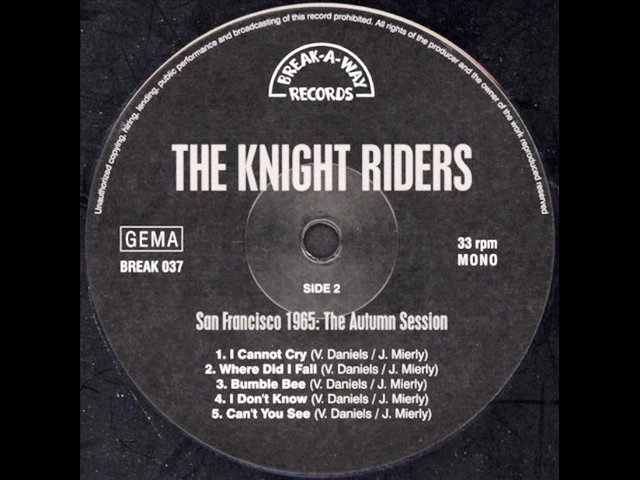 Unauthorized copying, hiring, lending, public performance and broadcasting of this record prohibited. All rights of the producer and the owner of the work reproduced reserved
BREAK-A-WAY
RECORDS
THE KNIGHT RIDERS
GEMA
BREAK 037
33 rpm
MONO
SIDE 2
San Francisco 1965: The Autumn Session
1. I Cannot Cry (V. Daniels / J. Mierly)
2. Where Did I Fail (V. Daniels / J. Mierly)
3. Bumble Bee (V. Daniels / J. Mierly)
4. I Don't Know (V. Daniels / J. Mierly)
5. Can't You See (V. Daniels / J. Mierly)